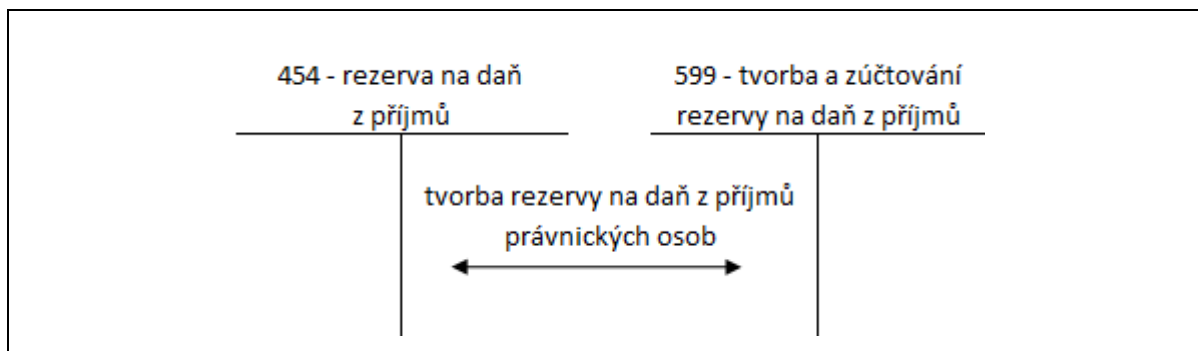 454 - rezerva na daň
z příjmů
599 - tvorba a zúčtování
rezervy na daň z příjmů
tvorba rezervy na daň z příjmů
právnických osob